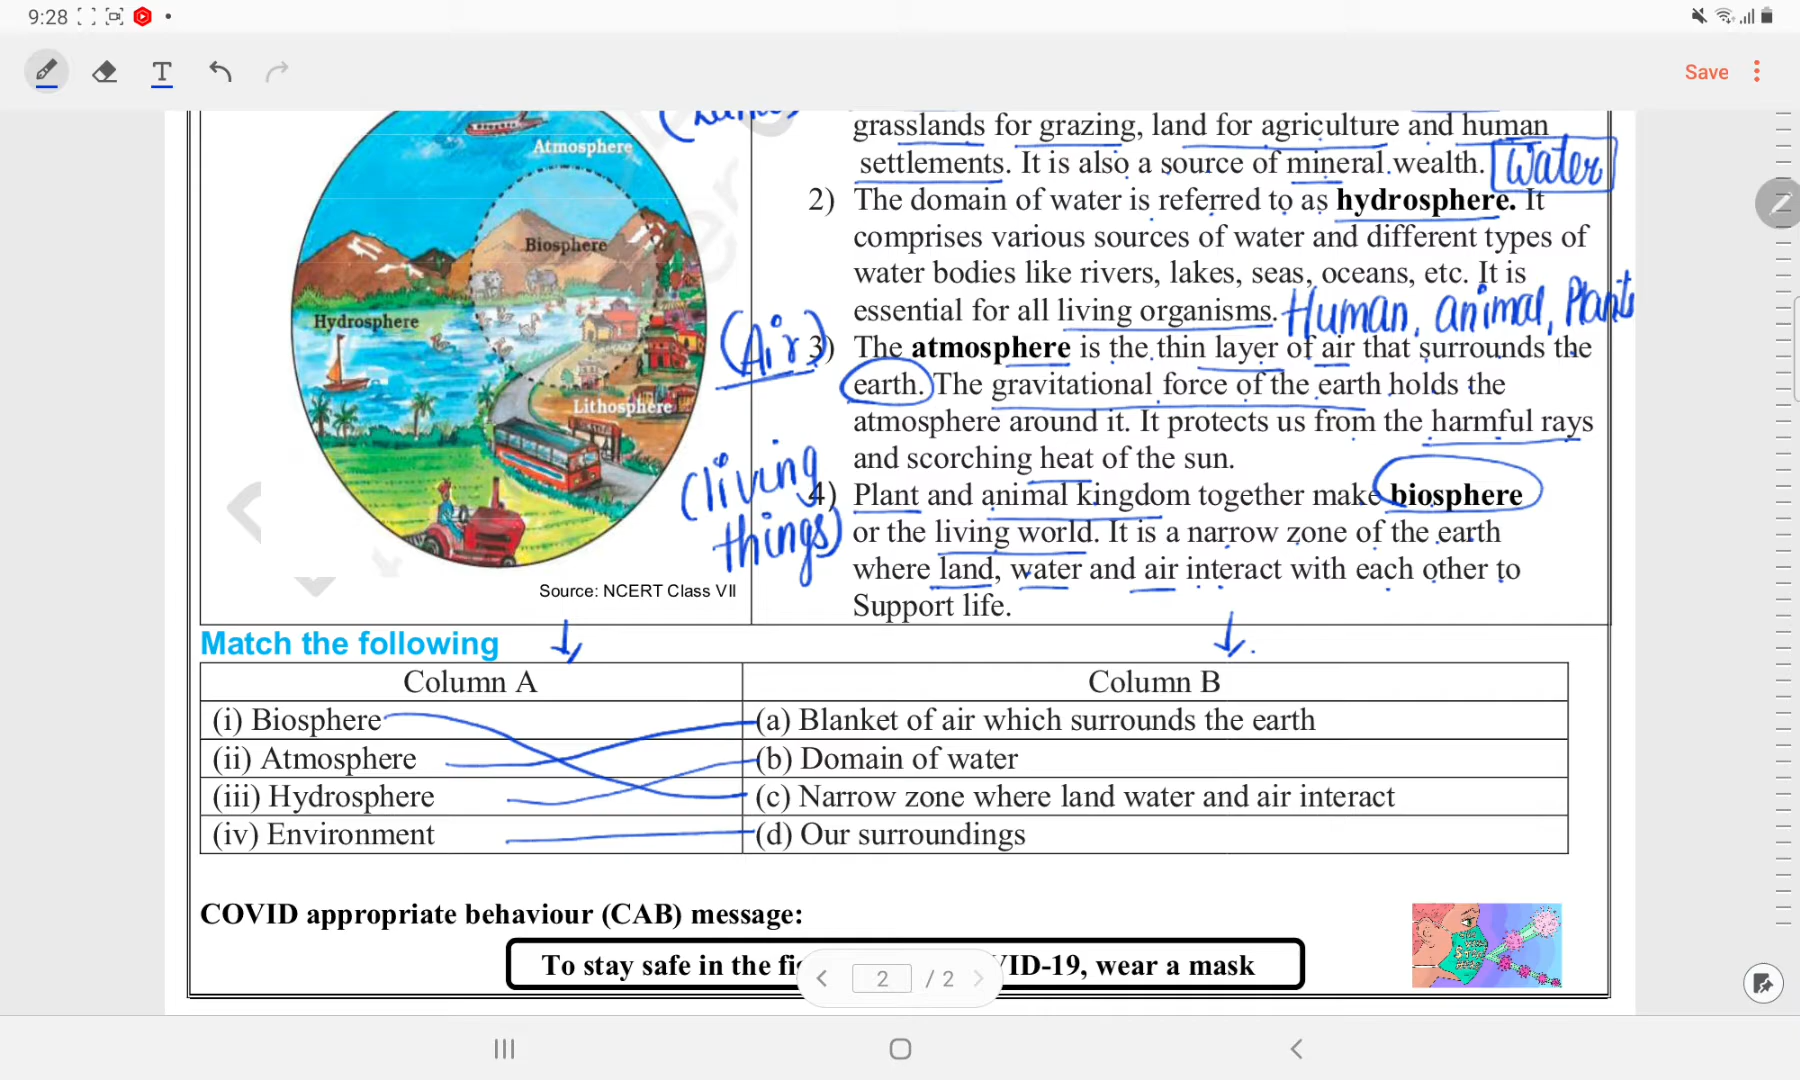 9:28
T
Save
Atmosphere
Biosphere
Hydrosphere
Lithosphere
(Air)
(living
things)
Source: NCERT Class VII
grasslands for grazing, land for agriculture and human
settlements. It is also a source of mineral wealth. Water
2) The domain of water is referred to as hydrosphere. It
comprises various sources of water and different types of
water bodies like rivers, lakes, seas, oceans, etc. It is
essential for all living organisms. Human, animal, Plants
3) The atmosphere is the thin layer of air that surrounds the
earth. The gravitational force of the earth holds the
atmosphere around it. It protects us from the harmful rays
and scorching heat of the sun.
4) Plant and animal kingdom together make biosphere
or the living world. It is a narrow zone of the earth
where land, water and air interact with each other to
Support life.
Match the following
Column A Column B
(i) Biosphere (a) Blanket of air which surrounds the earth
(ii) Atmosphere (b) Domain of water
(iii) Hydrosphere (c) Narrow zone where land water and air interact
(iv) Environment (d) Our surroundings
COVID appropriate behaviour (CAB) message:
To stay safe in the VID-19, wear a mask
2 / 2